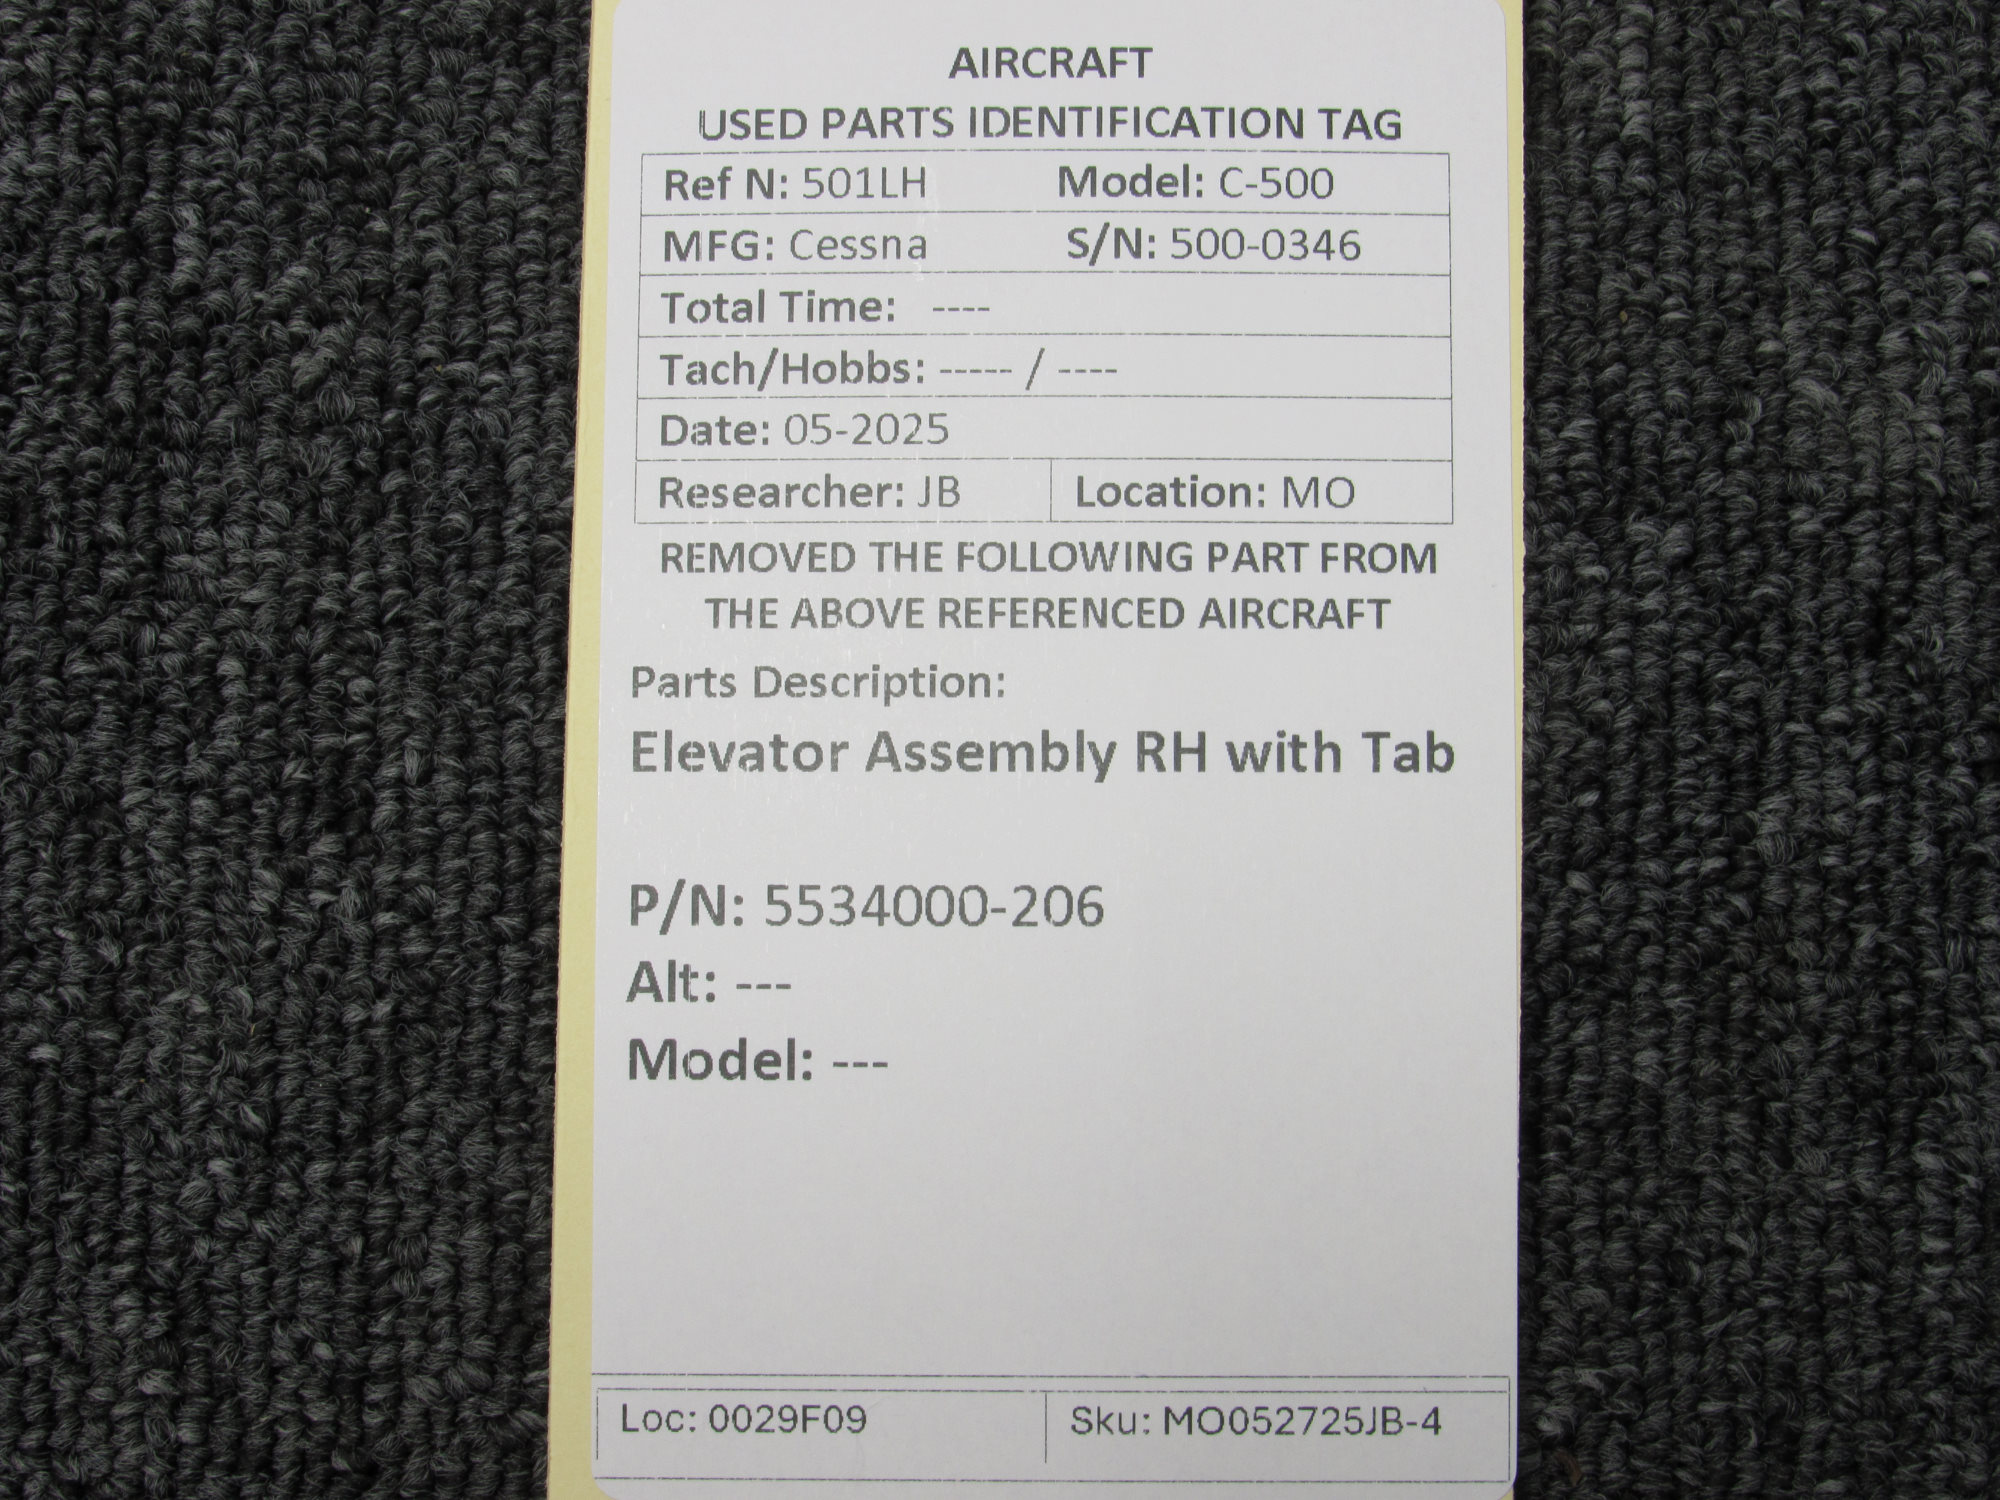 AIRCRAFT
USED PARTS IDENTIFICATION TAG
Ref N: 501LH Model: C-500
MFG: Cessna S/N: 500-0346
Total Time: ----
Tach/Hobbs: ----- / ----
Date: 05-2025
Researcher: JB Location: MO
REMOVED THE FOLLOWING PART FROM
THE ABOVE REFERENCED AIRCRAFT
Parts Description:
Elevator Assembly RH with Tab
P/N: 5534000-206
Alt: ---
Model: ---
Loc: 0029F09 Sku: MO052725JB-4